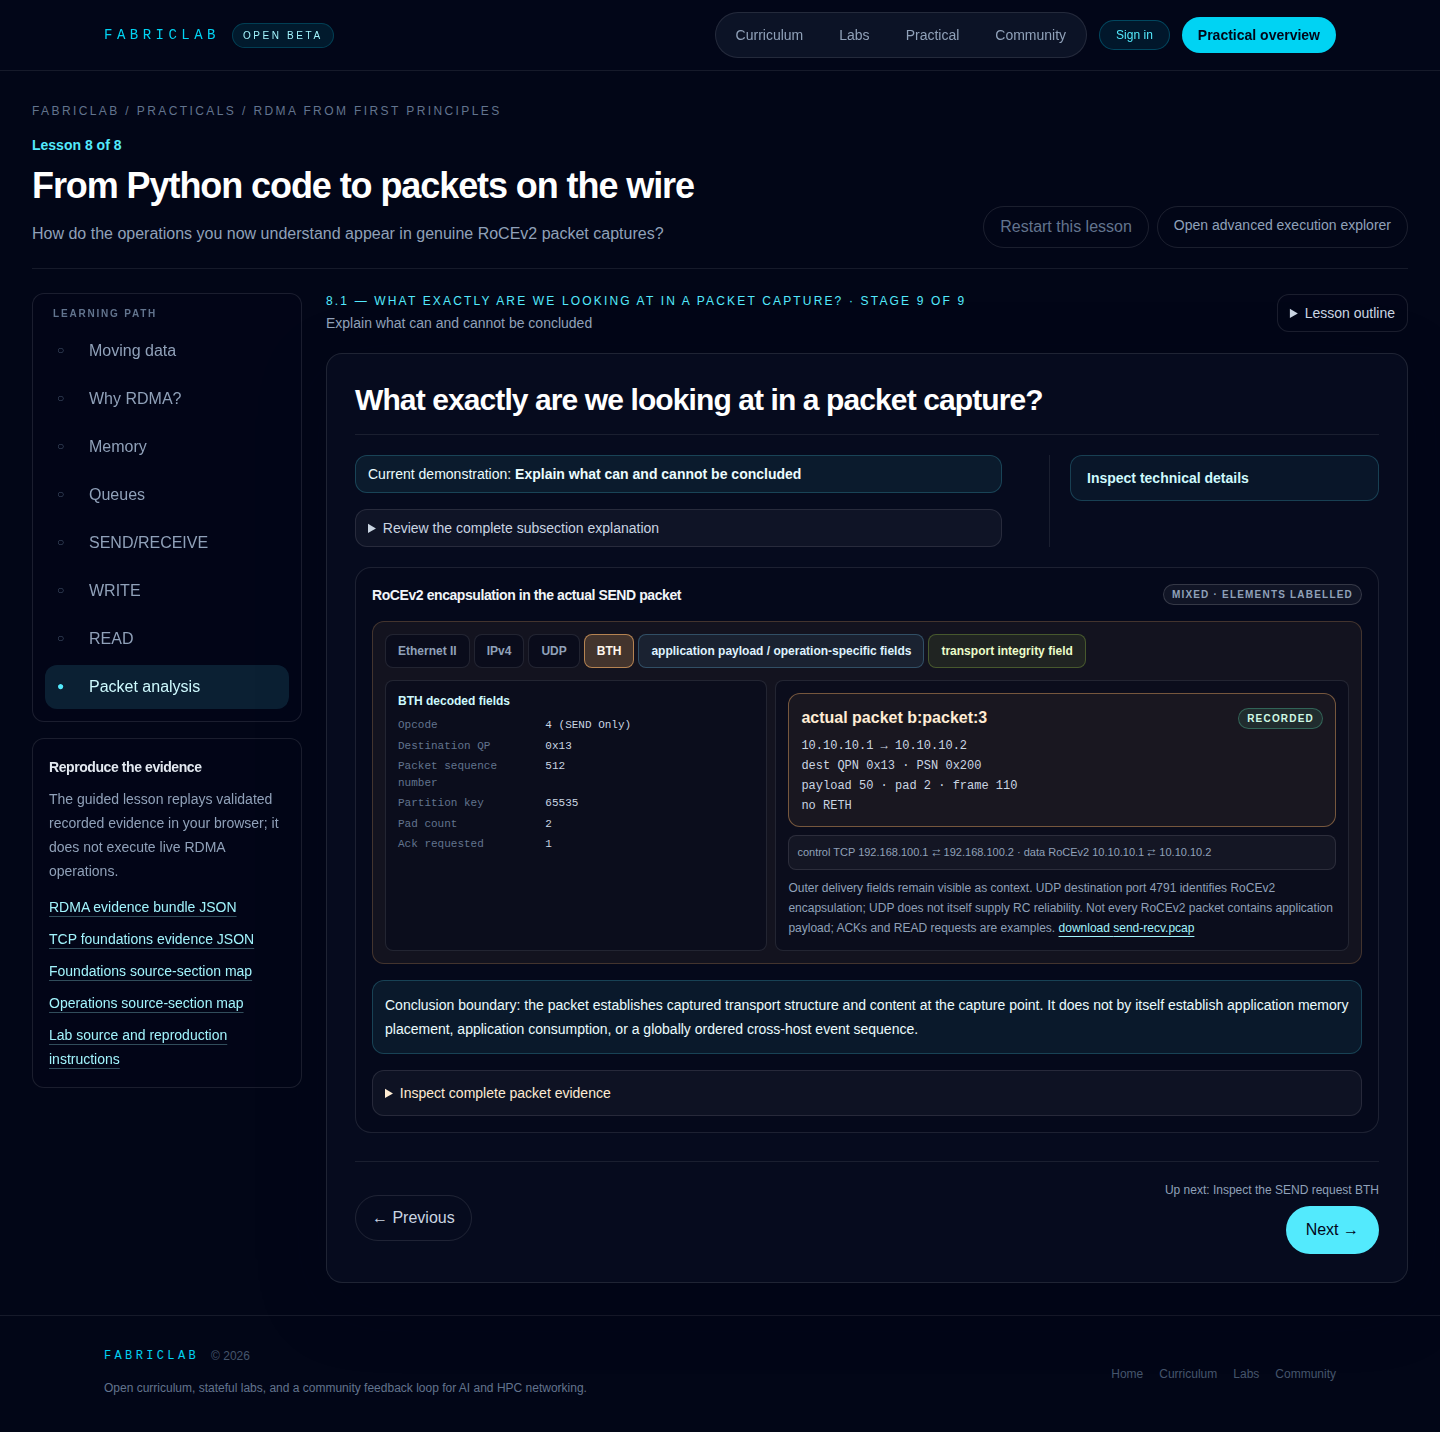 FABRICLAB
OPEN BETA
Curriculum
Labs
Practical
Community
Sign in
Practical overview
FABRICLAB / PRACTICALS / RDMA FROM FIRST PRINCIPLES
Lesson 8 of 8
From Python code to packets on the wire
How do the operations you now understand appear in genuine RoCEv2 packet captures?
Restart this lesson
Open advanced execution explorer
LEARNING PATH
Moving data
Why RDMA?
Memory
Queues
SEND/RECEIVE
WRITE
READ
Packet analysis
Reproduce the evidence
The guided lesson replays validated
recorded evidence in your browser; it
does not execute live RDMA
operations.
RDMA evidence bundle JSON
TCP foundations evidence JSON
Foundations source-section map
Operations source-section map
Lab source and reproduction
instructions
8.1 — WHAT EXACTLY ARE WE LOOKING AT IN A PACKET CAPTURE? · STAGE 9 OF 9
Explain what can and cannot be concluded
▶ Lesson outline
What exactly are we looking at in a packet capture?
Current demonstration: Explain what can and cannot be concluded
▶ Review the complete subsection explanation
Inspect technical details
RoCEv2 encapsulation in the actual SEND packet
MIXED · ELEMENTS LABELLED
Ethernet II
IPv4
UDP
BTH
application payload / operation-specific fields
transport integrity field
BTH decoded fields
Opcode 4 (SEND Only)
Destination QP 0x13
Packet sequence number 512
Partition key 65535
Pad count 2
Ack requested 1
actual packet b:packet:3
RECORDED
10.10.10.1 → 10.10.10.2
dest QPN 0x13 · PSN 0x200
payload 50 · pad 2 · frame 110
no RETH
control TCP 192.168.100.1 ⇄ 192.168.100.2 · data RoCEv2 10.10.10.1 ⇄ 10.10.10.2
Outer delivery fields remain visible as context. UDP destination port 4791 identifies RoCEv2
encapsulation; UDP does not itself supply RC reliability. Not every RoCEv2 packet contains application
payload; ACKs and READ requests are examples. download send-recv.pcap
Conclusion boundary: the packet establishes captured transport structure and content at the capture point. It does not by itself establish application memory
placement, application consumption, or a globally ordered cross-host event sequence.
▶ Inspect complete packet evidence
← Previous
Up next: Inspect the SEND request BTH
Next →
FABRICLAB © 2026
Open curriculum, stateful labs, and a community feedback loop for AI and HPC networking.
Home
Curriculum
Labs
Community